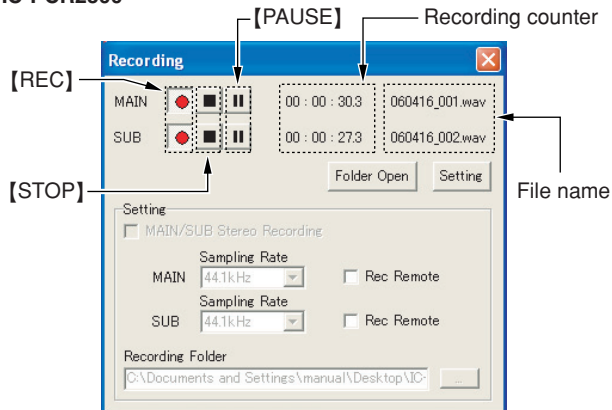 【PAUSE】 Recording counter
Recording
【REC】
MAIN 00 : 00 : 30.3 060416_001.wav
SUB 00 : 00 : 27.3 060416_002.wav
【STOP】 Folder Open Setting File name
Setting
MAIN/SUB Stereo Recording
Sampling Rate
MAIN 44.1kHz Rec Remote
Sampling Rate
SUB 44.1kHz Rec Remote
Recording Folder
C:\Documents and Settings\manual\Desktop\IC- ...